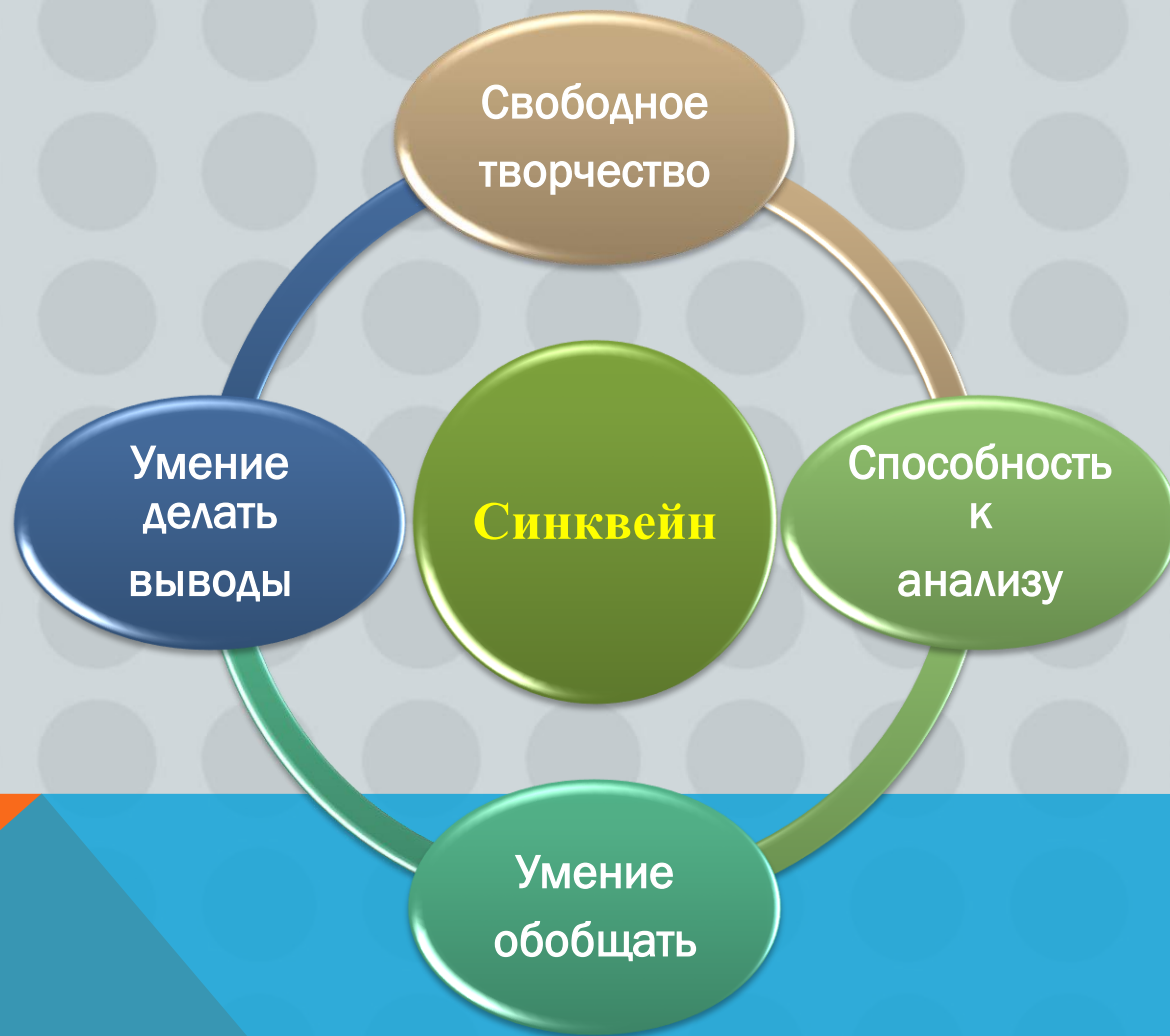 Свободное
творчество
Умение
делать
выводы
Синквейн
Способность
к
анализу
Умение
обобщать